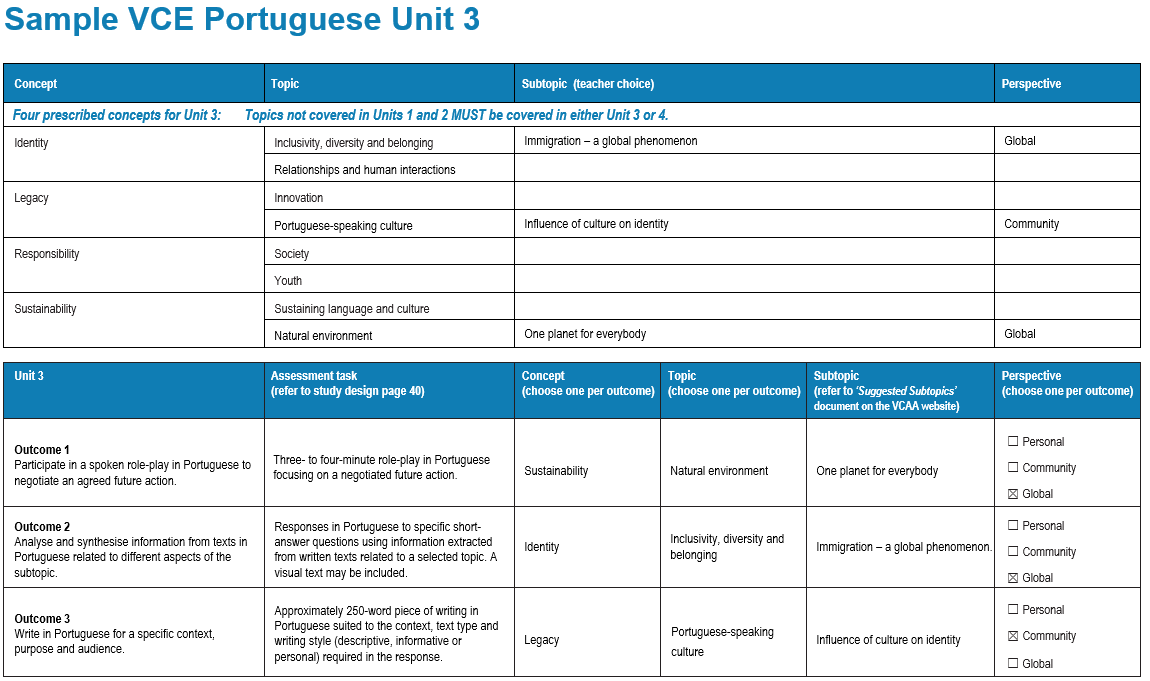 Sample VCE Portuguese Unit 3
Concept Topic Subtopic (teacher choice) Perspective
Four prescribed concepts for Unit 3: Topics not covered in Units 1 and 2 MUST be covered in either Unit 3 or 4.
Identity Inclusivity, diversity and belonging Immigration – a global phenomenon Global
Relationships and human interactions
Legacy Innovation
Portuguese-speaking culture Influence of culture on identity Community
Responsibility Society
Youth
Sustainability Sustaining language and culture
Natural environment One planet for everybody Global
Unit 3
Assessment task
(refer to study design page 40)
Concept
(choose one per outcome)
Topic
(choose one per outcome)
Subtopic
(refer to ‘Suggested Subtopics’
document on the VCAA website)
Perspective
(choose one per outcome)
Outcome 1
Participate in a spoken role-play in Portuguese to
negotiate an agreed future action.
Three- to four-minute role-play in Portuguese
focusing on a negotiated future action.
Sustainability
Natural environment
One planet for everybody
☐ Personal
☐ Community
☒ Global
Outcome 2
Analyse and synthesise information from texts in
Portuguese related to different aspects of the
subtopic.
Responses in Portuguese to specific short-
answer questions using information extracted
from written texts related to a selected topic. A
visual text may be included.
Identity
Inclusivity, diversity and
belonging
Immigration – a global phenomenon.
☐ Personal
☐ Community
☒ Global
Outcome 3
Write in Portuguese for a specific context,
purpose and audience.
Approximately 250-word piece of writing in
Portuguese suited to the context, text type and
writing style (descriptive, informative or
personal) required in the response.
Legacy
Portuguese-speaking
culture
Influence of culture on identity
☐ Personal
☒ Community
☐ Global